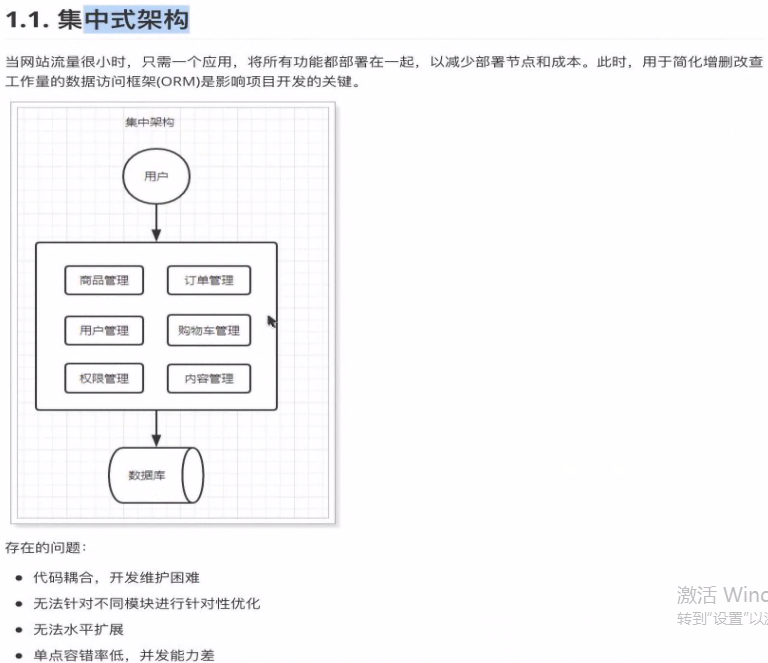 1.1. 集中式架构
当网站流量很小时，只需一个应用，将所有功能都部署在一起，以减少部署节点和成本。此时，用于简化增删改查
工作量的数据访问框架(ORM)是影响项目开发的关键。
集中架构
用户
商品管理 订单管理
用户管理 购物车管理
权限管理 内容管理
数据库
存在的问题：
代码耦合，开发维护困难
无法针对不同模块进行针对性优化
无法水平扩展
单点容错率低，并发能力差
激活 Winc
转到"设置"以